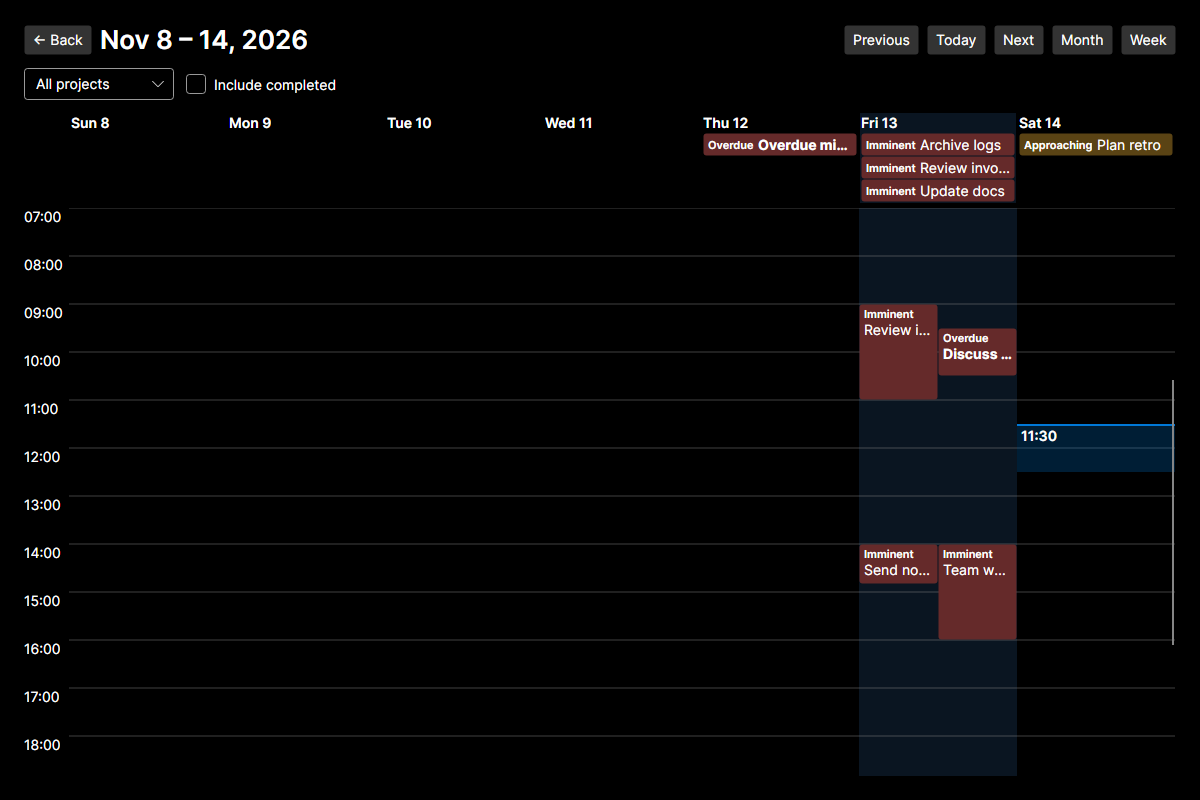 ← Back Nov 8 – 14, 2026 Previous Today Next Month Week
All projects Include completed
Sun 8 Mon 9 Tue 10 Wed 11 Thu 12 Fri 13 Sat 14
Overdue Overdue mi... Imminent Archive logs Approaching Plan retro
Imminent Review invo...
Imminent Update docs
07:00
08:00
09:00
Imminent
Review i...
Overdue
Discuss ...
10:00
11:00
11:30
12:00
13:00
14:00
Imminent Imminent
Send no... Team w...
15:00
16:00
17:00
18:00